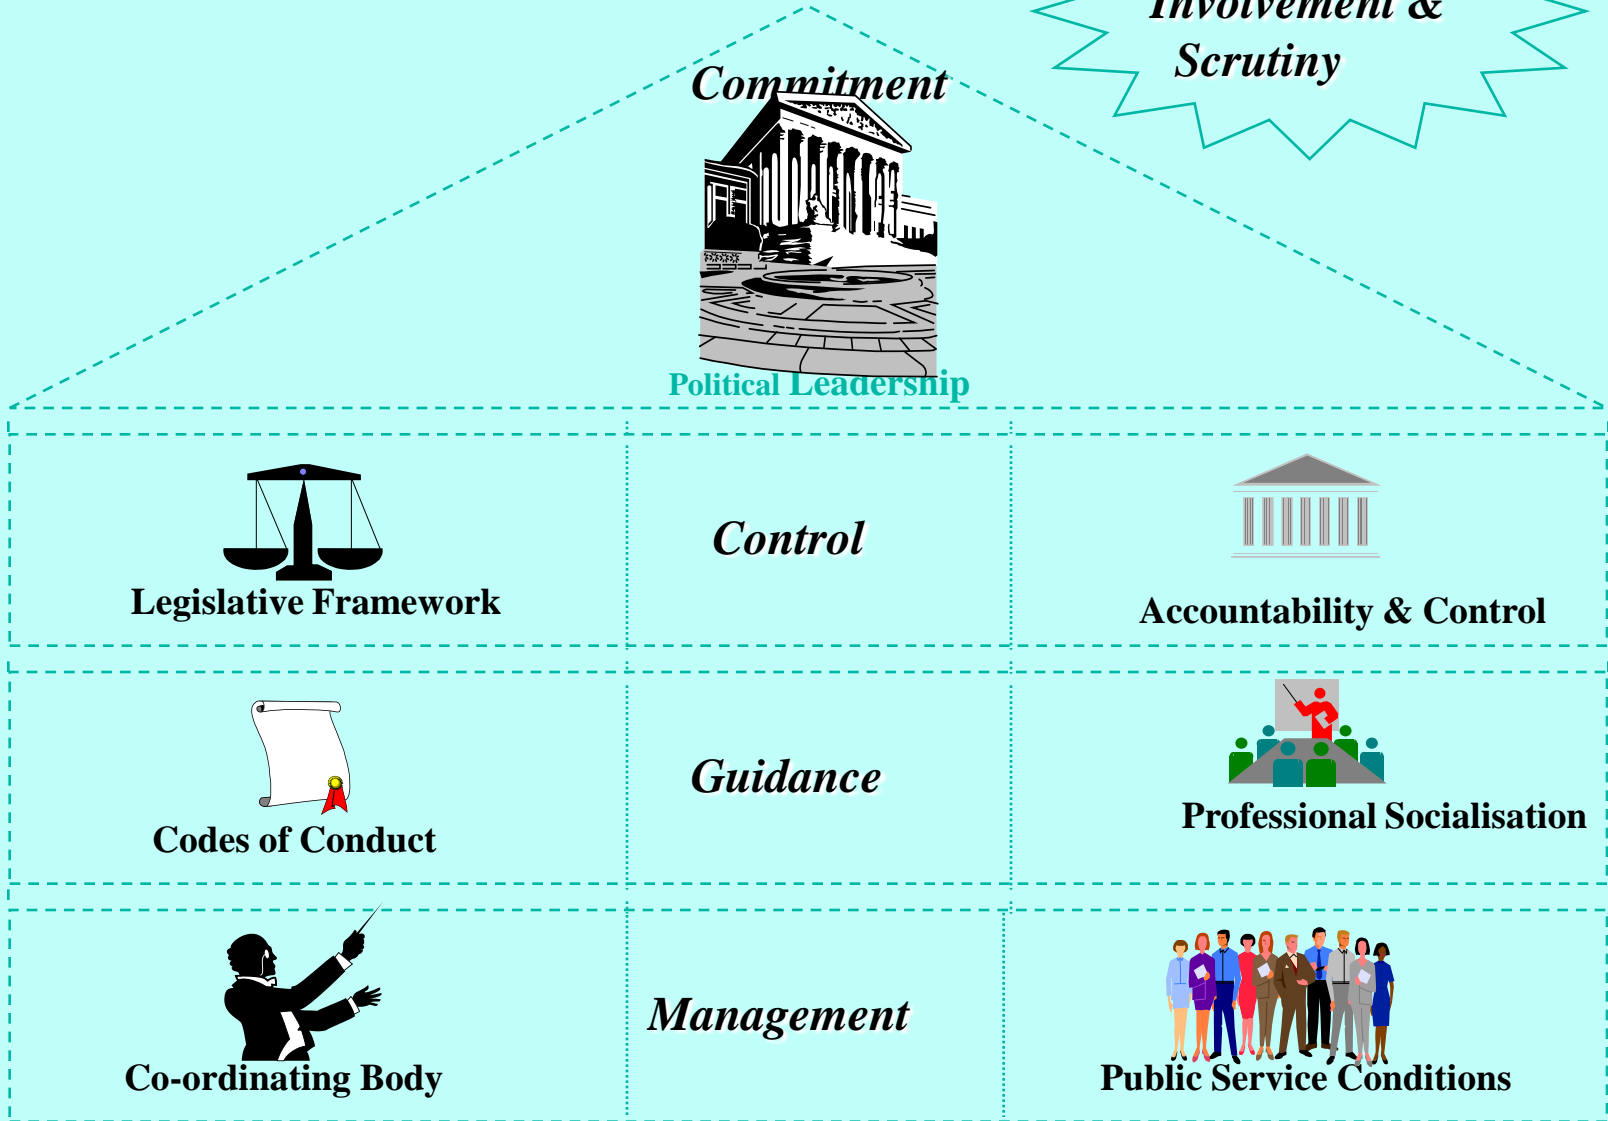 Involvement &
Scrutiny
Commitment
Political Leadership
Legislative Framework
Control
Accountability & Control
Codes of Conduct
Guidance
Professional Socialisation
Co-ordinating Body
Management
Public Service Conditions